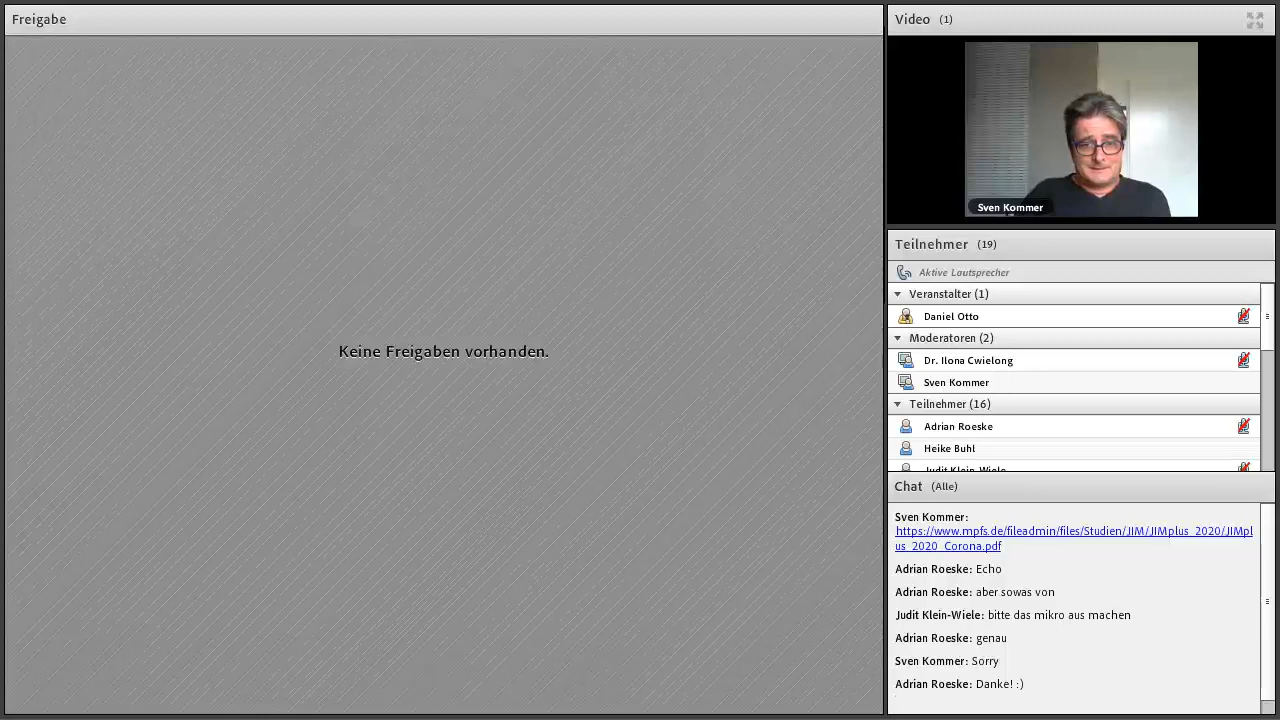 Freigabe
Keine Freigaben vorhanden.
Video (1)
Sven Kommer
Teilnehmer (19)
Aktive Lautsprecher
Veranstalter (1)
Daniel Otto
Moderatoren (2)
Dr. Ilona Cwielong
Sven Kommer
Teilnehmer (16)
Adrian Roeske
Heike Buhl
Judit Klein-Wiele
Chat (Alle)
Sven Kommer:
https://www.mpfs.de/fileadmin/files/Studien/JIM/JIMplus_2020/JIMpl
us_2020_Corona.pdf
Adrian Roeske: Echo
Adrian Roeske: aber sowas von
Judit Klein-Wiele: bitte das mikro aus machen
Adrian Roeske: genau
Sven Kommer: Sorry
Adrian Roeske: Danke! :)